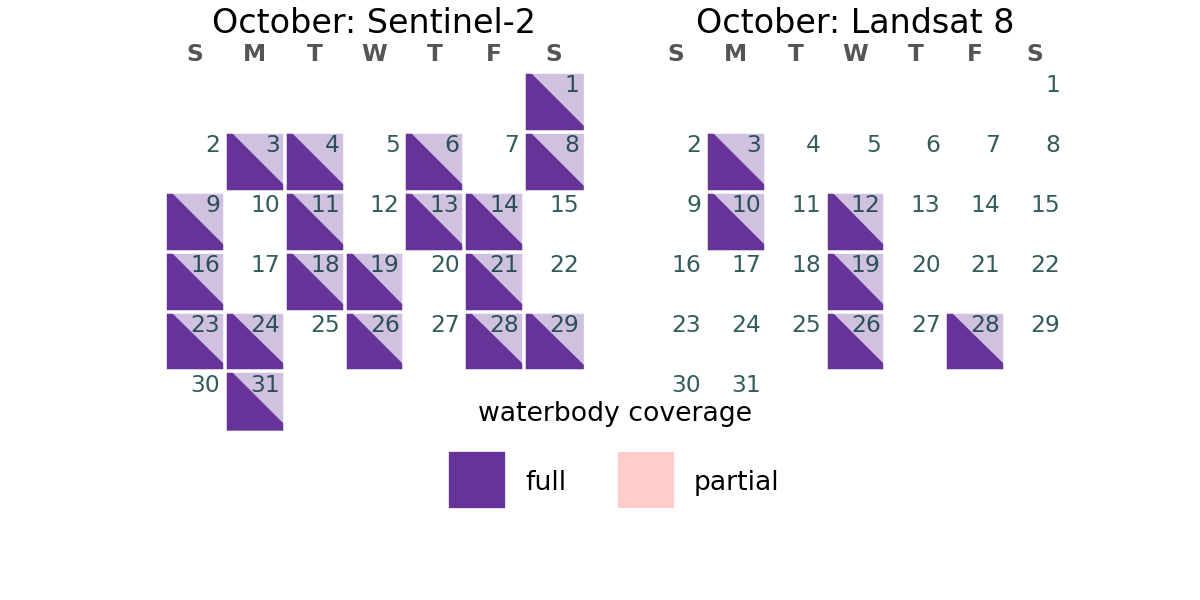 October: Sentinel-2
S M T W T F S
1
2 3 4 5 6 7 8
9 10 11 12 13 14 15
16 17 18 19 20 21 22
23 24 25 26 27 28 29
30 31
October: Landsat 8
S M T W T F S
1
2 3 4 5 6 7 8
9 10 11 12 13 14 15
16 17 18 19 20 21 22
23 24 25 26 27 28 29
30 31
waterbody coverage
full partial